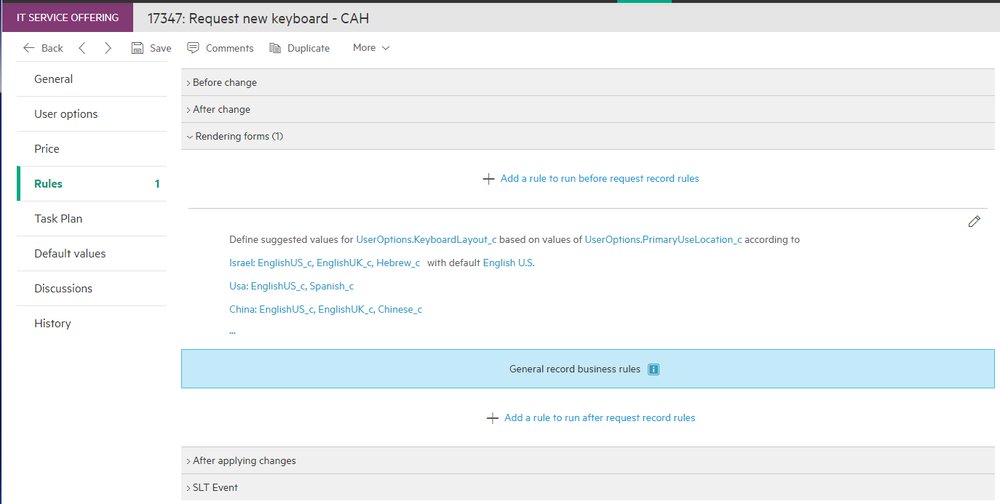 IT SERVICE OFFERING 17347: Request new keyboard - CAH
Back Save Comments Duplicate More
General
User options
Price
Rules 1
Task Plan
Default values
Discussions
History
Before change
After change
Rendering forms (1)
Add a rule to run before request record rules
Define suggested values for UserOptions.KeyboardLayout_c based on values of UserOptions.PrimaryUseLocation_c according to
Israel: EnglishUS_c, EnglishUK_c, Hebrew_c with default English U.S.
Usa: EnglishUS_c, Spanish_c
China: EnglishUS_c, EnglishUK_c, Chinese_c
...
General record business rules i
Add a rule to run after request record rules
After applying changes
SLT Event